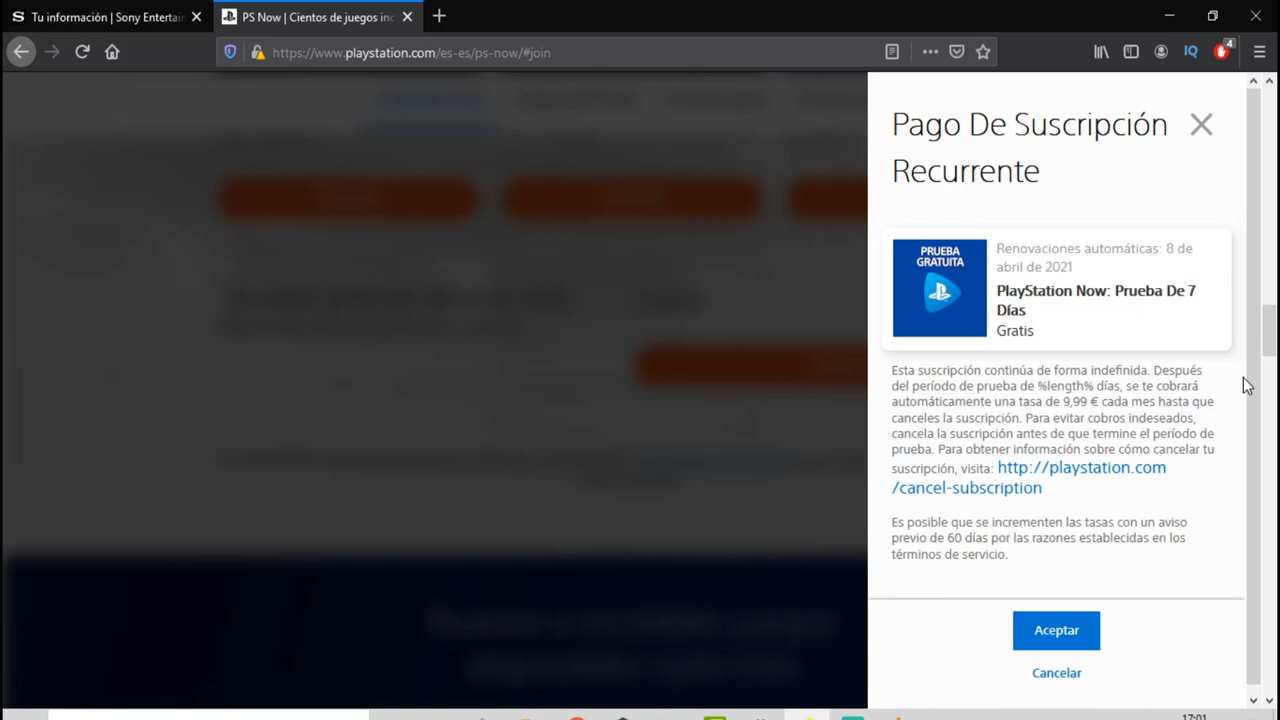 Tu información | Sony Entertain
PS Now | Cientos de juegos inc
https://www.playstation.com/es-es/ps-now/#join
IQ
4
Pago De Suscripción
Recurrente
PRUEBA
GRATUITA
Renovaciones automáticas: 8 de
abril de 2021
PlayStation Now: Prueba De 7
Días
Gratis
Esta suscripción continúa de forma indefinida. Después
del período de prueba de %length% días, se te cobrará
automáticamente una tasa de 9,99 € cada mes hasta que
canceles la suscripción. Para evitar cobros indeseados,
cancela la suscripción antes de que termine el período de
prueba. Para obtener información sobre cómo cancelar tu
suscripción, visita: http://playstation.com
/cancel-subscription
Es posible que se incrementen las tasas con un aviso
previo de 60 días por las razones establecidas en los
términos de servicio.
Aceptar
Cancelar
17:01